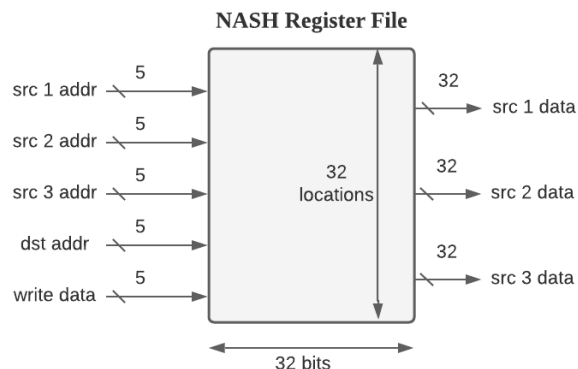 NASH Register File
src 1 addr
5
src 2 addr
5
src 3 addr
5
dst addr
5
write data
5
32
locations
32
src 1 data
32
src 2 data
32
src 3 data
32 bits